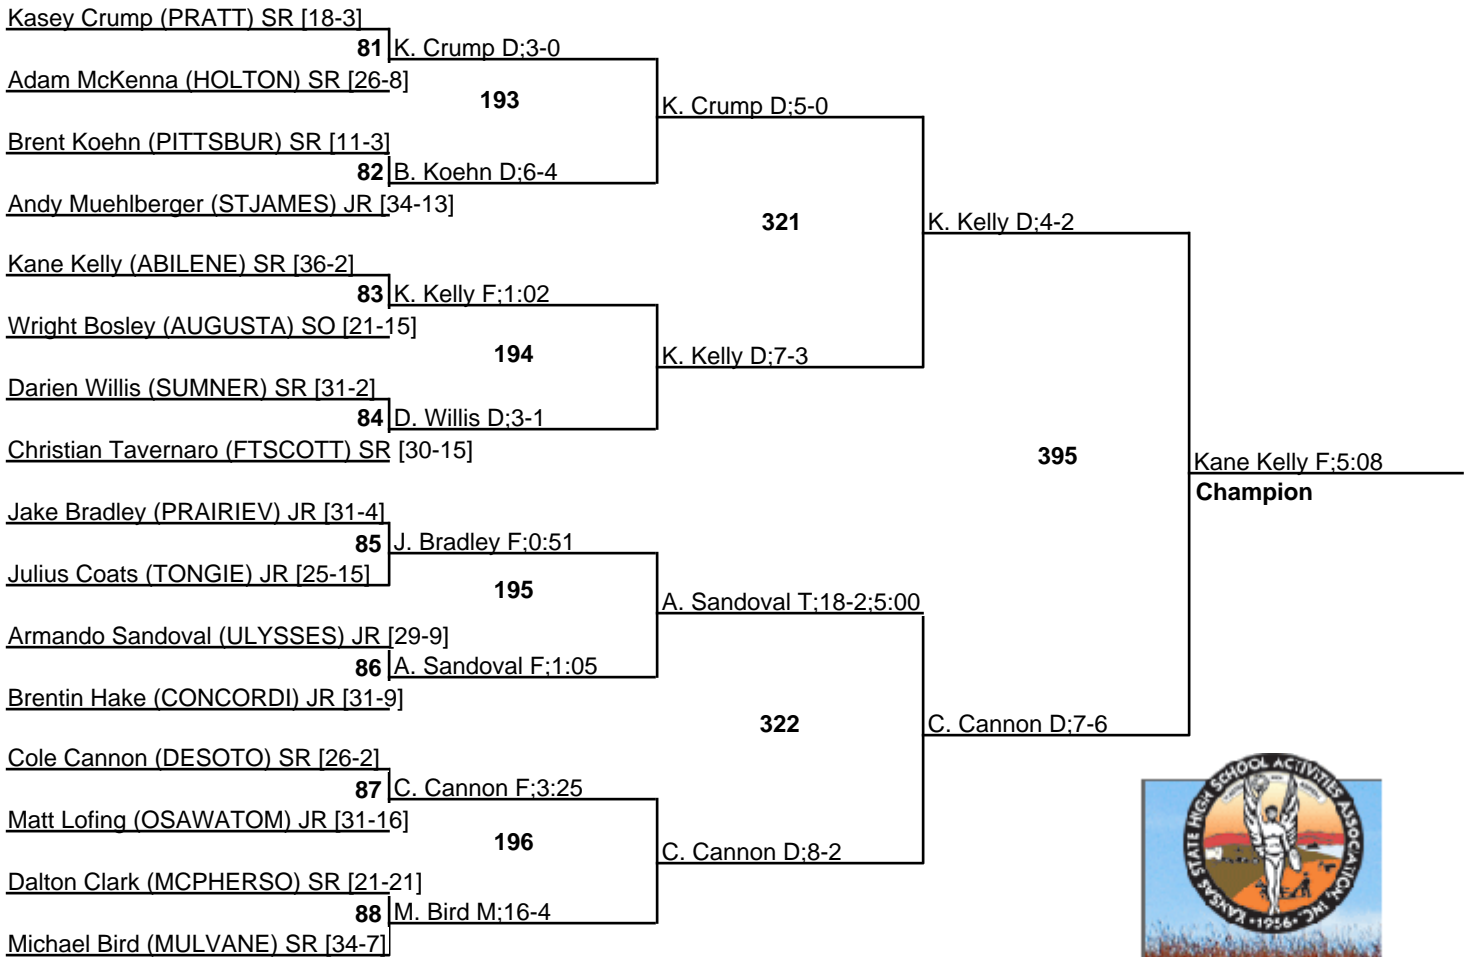 Kasey Crump (PRATT) SR [18-3]
81 K. Crump D;3-0
Adam McKenna (HOLTON) SR [26-8]
193
K. Crump D;5-0
Brent Koehn (PITTSBUR) SR [11-3]
82 B. Koehn D;6-4
Andy Muehlberger (STJAMES) JR [34-13]
321
K. Kelly D;4-2
Kane Kelly (ABILENE) SR [36-2]
83 K. Kelly F;1:02
Wright Bosley (AUGUSTA) SO [21-15]
194
K. Kelly D;7-3
Darien Willis (SUMNER) SR [31-2]
84 D. Willis D;3-1
Christian Tavernaro (FTSCOTT) SR [30-15]
395
Kane Kelly F;5:08
Champion
Jake Bradley (PRAIRIEV) JR [31-4]
85 J. Bradley F;0:51
Julius Coats (TONGIE) JR [25-15]
195
A. Sandoval T;18-2;5:00
Armando Sandoval (ULYSSES) JR [29-9]
86 A. Sandoval F;1:05
Brentin Hake (CONCORDI) JR [31-9]
322
C. Cannon D;7-6
Cole Cannon (DESOTO) SR [26-2]
87 C. Cannon F;3:25
Matt Lofing (OSAWATOM) JR [31-16]
196
C. Cannon D;8-2
Dalton Clark (MCPHERSO) SR [21-21]
88 M. Bird M;16-4
Michael Bird (MULVANE) SR [34-7]
KANSAS STATE HIGH SCHOOL ACTIVITIES ASSOCIATION, INC.
•1956•